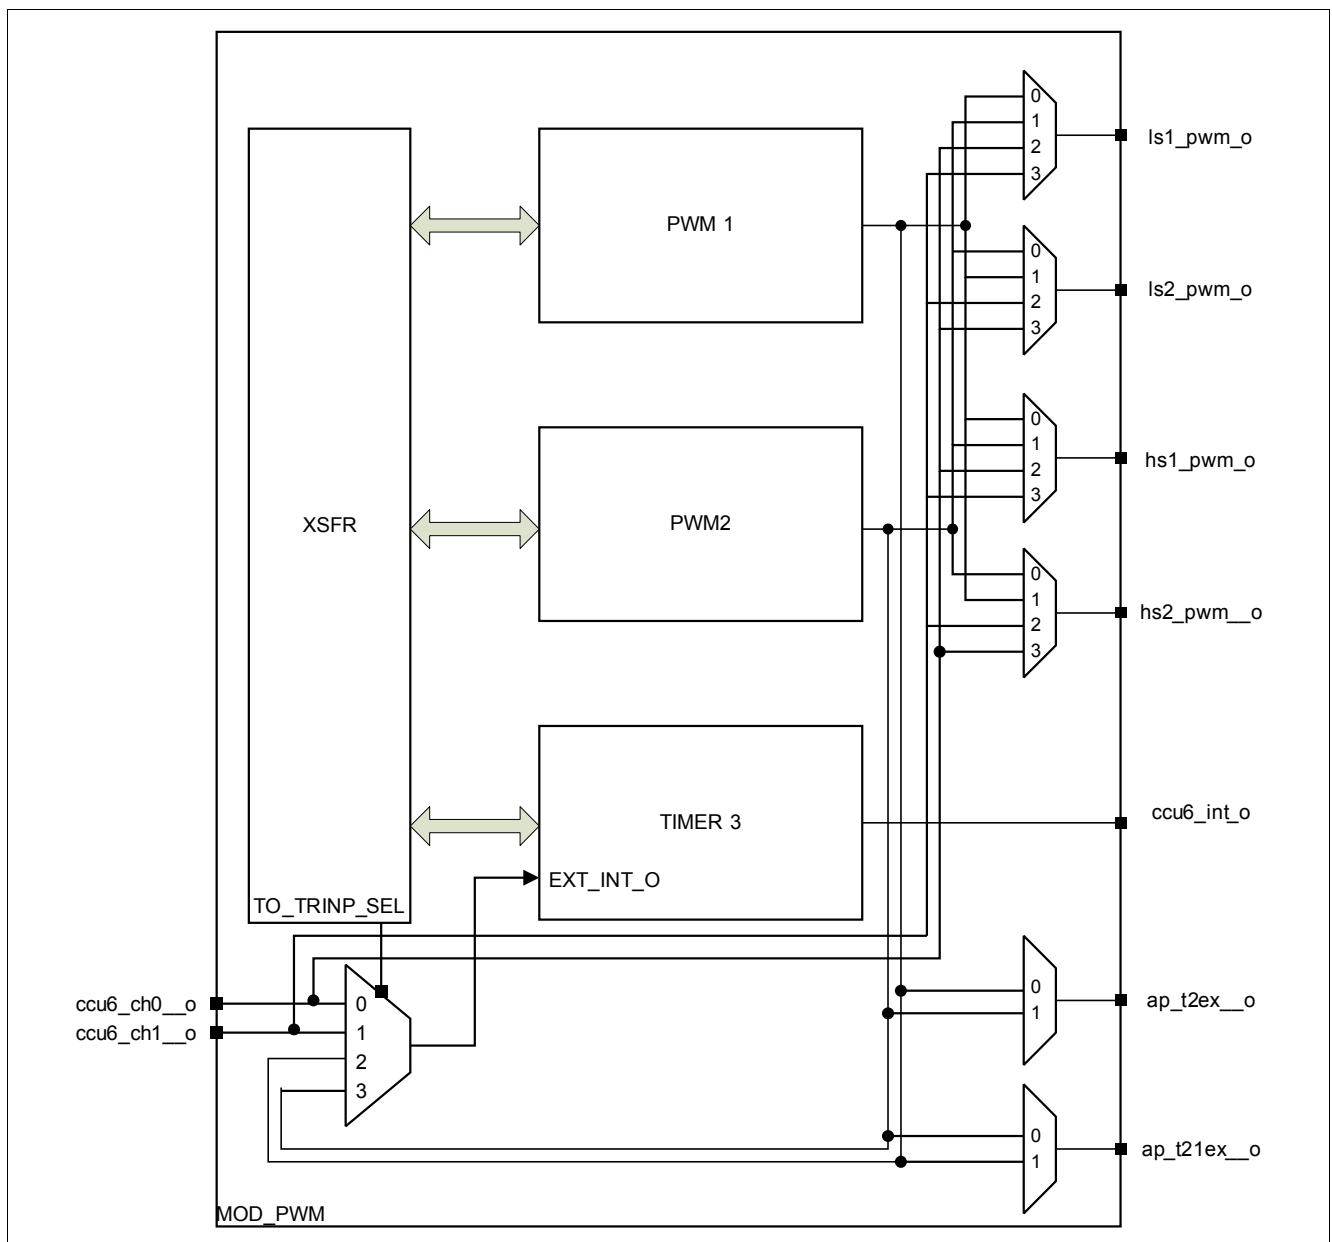 0
1
2
3
ls1_pwm_o
PWM 1
0
1
2
3
ls2_pwm_o
0
1
2
3
hs1_pwm_o
XSFR
PWM2
0
1
2
3
hs2_pwm__o
TIMER 3
ccu6_int_o
EXT_INT_O
TO_TRINP_SEL
ccu6_ch0__o
ccu6_ch1__o
0
1
2
3
0
1
ap_t2ex__o
0
1
ap_t21ex__o
MOD_PWM